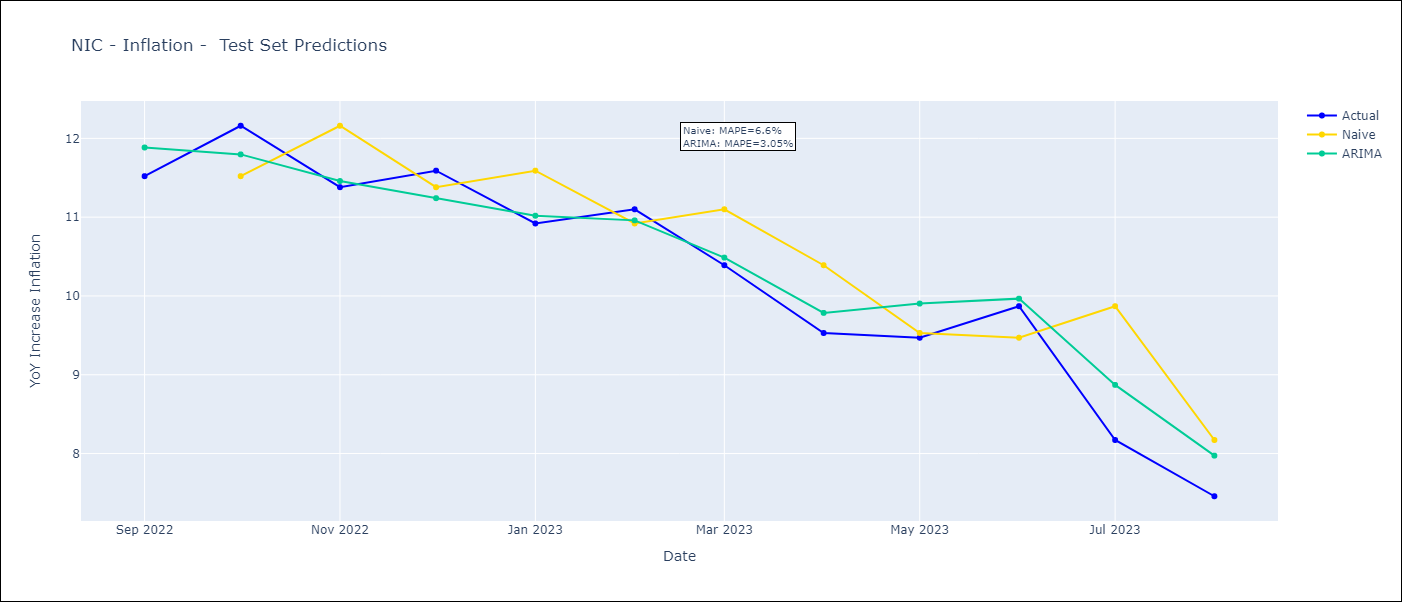 NIC - Inflation -  Test Set Predictions
Actual
Naive
ARIMA
Naive: MAPE=6.6%
ARIMA: MAPE=3.05%
YoY Increase Inflation
12
11
10
9
8
Sep 2022
Nov 2022
Jan 2023
Mar 2023
May 2023
Jul 2023
Date